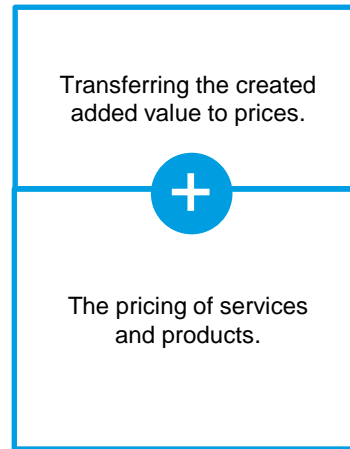 Transferring the created
added value to prices.
+
The pricing of services
and products.